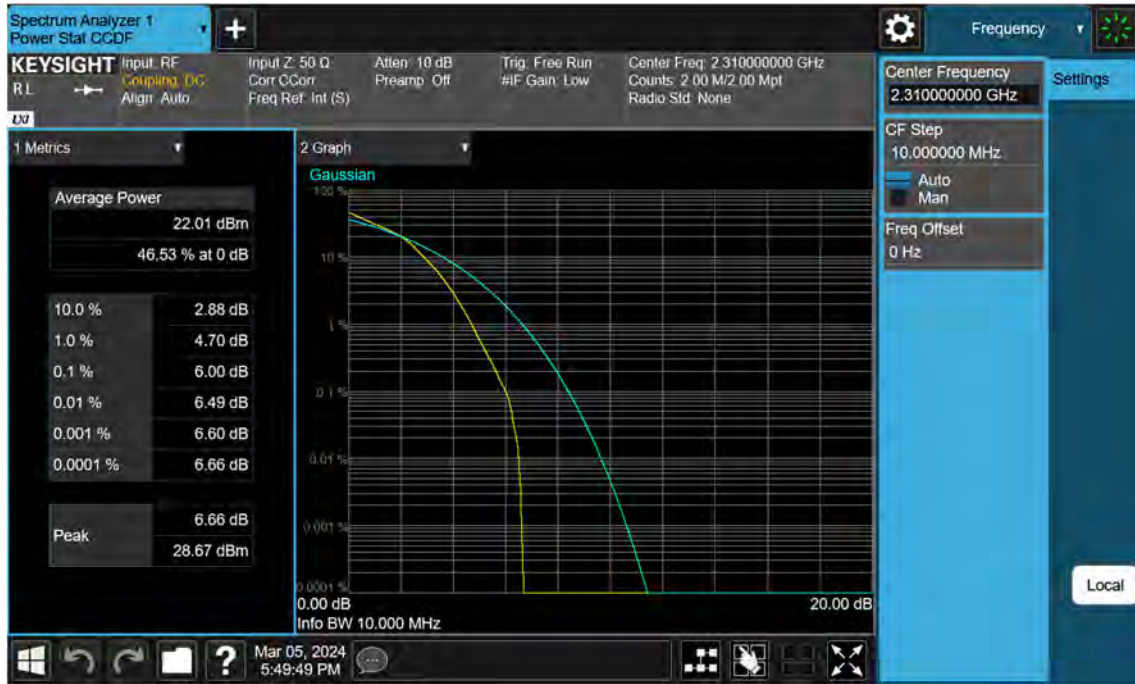 Spectrum Analyzer 1
Power Stat CCDF
Frequency
KEYSIGHT
Input: RF
Input Z: 50 Ω
Atten: 10 dB
Trig: Free Run
Center Freq: 2.310000000 GHz
RL
Coupling: DC
Corr CCorr
Preamp: Off
#IF Gain: Low
Counts: 2.00 M/2.00 Mpt
Align: Auto
Freq Ref: Int (S)
Radio Std: None
LXI
Center Frequency
2.310000000 GHz
Settings
CF Step
10.000000 MHz
Auto
Man
Freq Offset
0 Hz
1 Metrics
Average Power
22.01 dBm
46.53 % at 0 dB
10.0 % 2.88 dB
1.0 % 4.70 dB
0.1 % 6.00 dB
0.01 % 6.49 dB
0.001 % 6.60 dB
0.0001 % 6.66 dB
Peak
6.66 dB
28.67 dBm
2 Graph
Gaussian
100 %
10 %
1 %
0.1 %
0.01 %
0.001 %
0.0001 %
0.00 dB
20.00 dB
Info BW 10.000 MHz
Local
?
Mar 05, 2024
5:49:49 PM